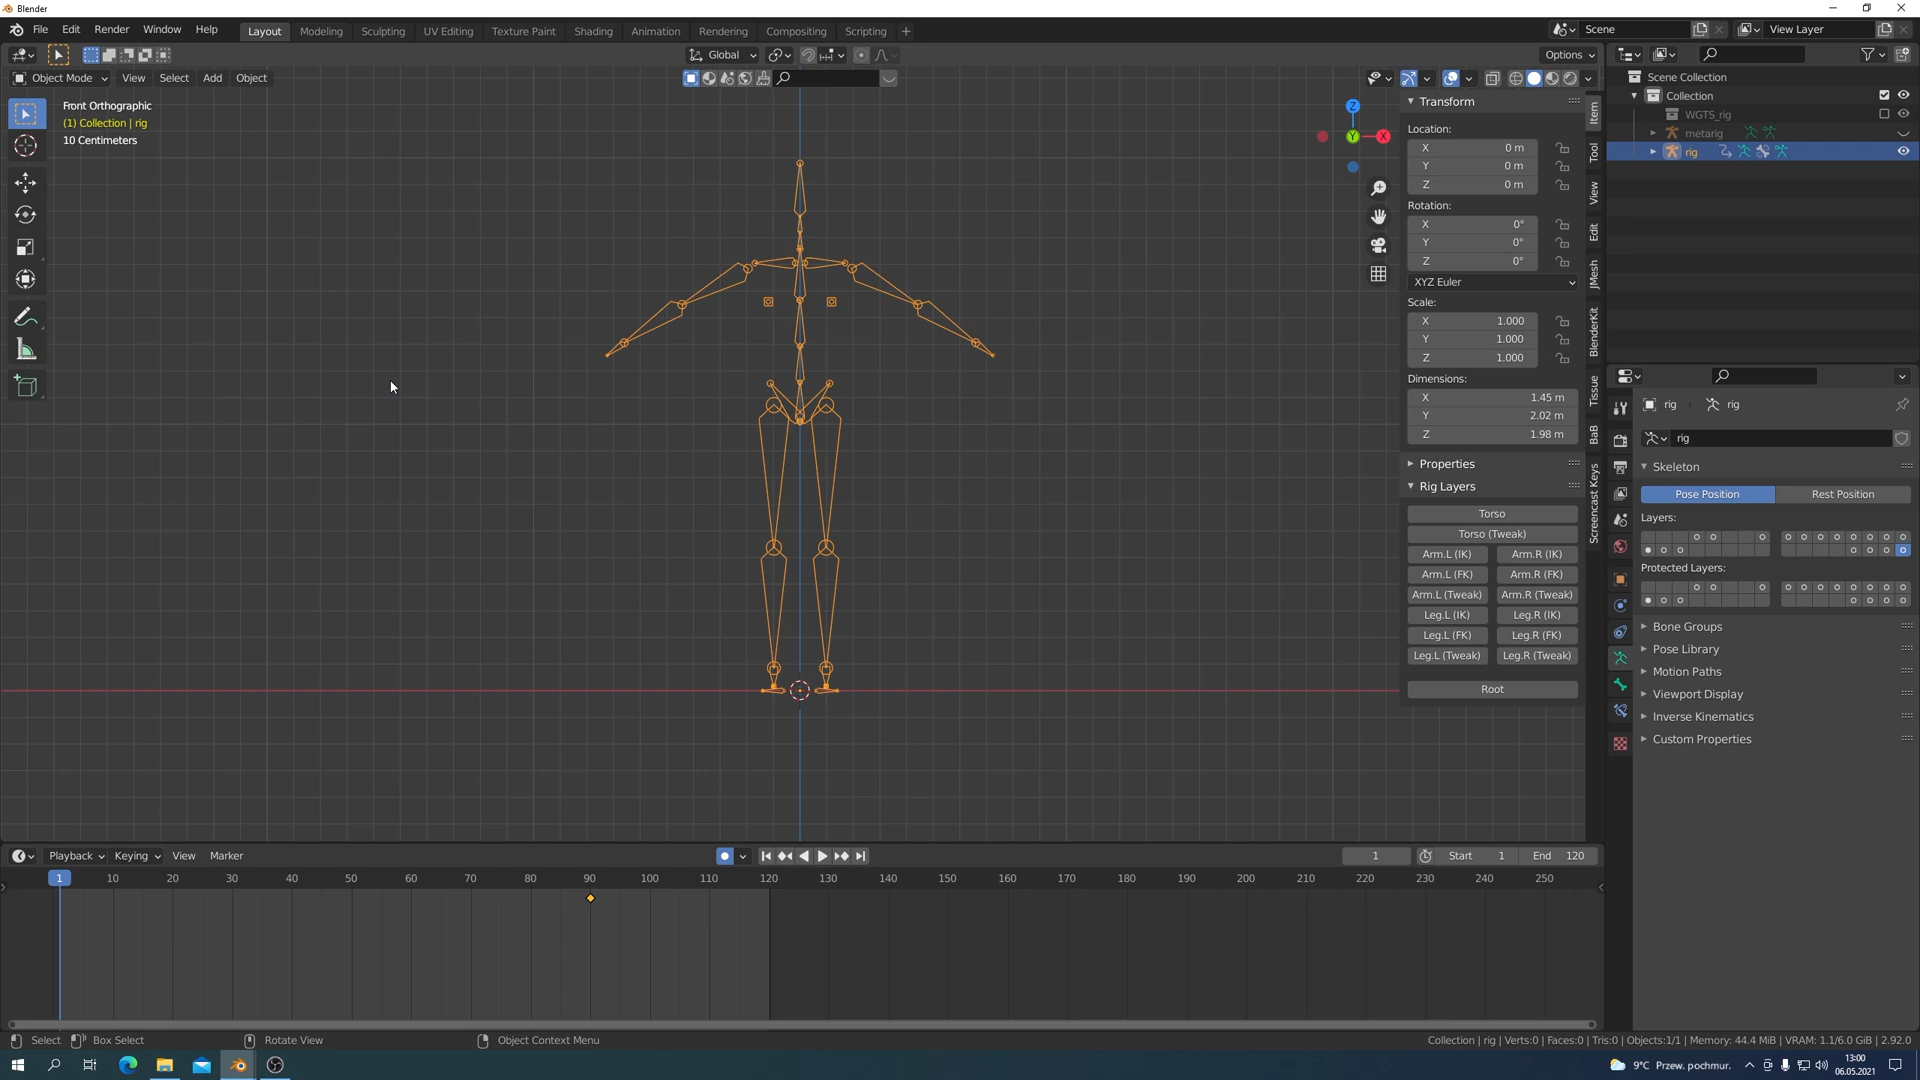 Blender
File Edit Render Window Help Layout Modeling Sculpting UV Editing Texture Paint Shading Animation Rendering Compositing Scripting + Scene View Layer
Global Options
Object Mode View Select Add Object
Front Orthographic
(1) Collection | rig
10 Centimeters
Z
Y
X
Transform
Location:
X 0 m
Y 0 m
Z 0 m
Rotation:
X 0°
Y 0°
Z 0°
XYZ Euler
Scale:
X 1.000
Y 1.000
Z 1.000
Dimensions:
X 1.45 m
Y 2.02 m
Z 1.98 m
Properties
Rig Layers
Torso
Torso (Tweak)
Arm.L (IK) Arm.R (IK)
Arm.L (FK) Arm.R (FK)
Arm.L (Tweak) Arm.R (Tweak)
Leg.L (IK) Leg.R (IK)
Leg.L (FK) Leg.R (FK)
Leg.L (Tweak) Leg.R (Tweak)
Root
Item
Tool
View
Edit
JMesh
BlenderKit
Tissue
BaB
Screencast Keys
Scene Collection
Collection
WGTS_rig
metarig
rig
rig rig
rig
Skeleton
Pose Position Rest Position
Layers:
Protected Layers:
Bone Groups
Pose Library
Motion Paths
Viewport Display
Inverse Kinematics
Custom Properties
Playback Keying View Marker 1 Start 1 End 120
1 10 20 30 40 50 60 70 80 90 100 110 120 130 140 150 160 170 180 190 200 210 220 230 240 250
Select Box Select Rotate View Object Context Menu Collection | rig | Verts:0 | Faces:0 | Tris:0 | Objects:1/1 | Memory: 44.4 MiB | VRAM: 1.1/6.0 GiB | 2.92.0
9°C Przew. pochmur. 13:00
06.05.2021